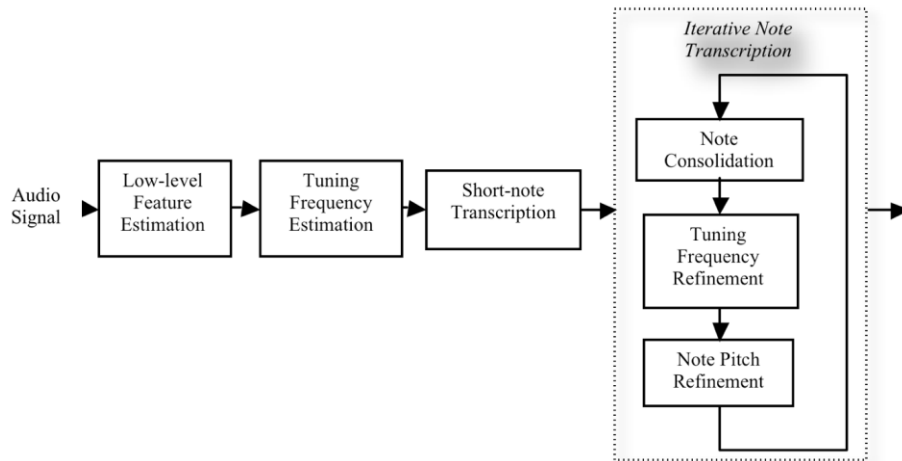 Audio
Signal
Low-level
Feature
Estimation
Tuning
Frequency
Estimation
Short-note
Transcription
Iterative Note
Transcription
Note
Consolidation
Tuning
Frequency
Refinement
Note Pitch
Refinement